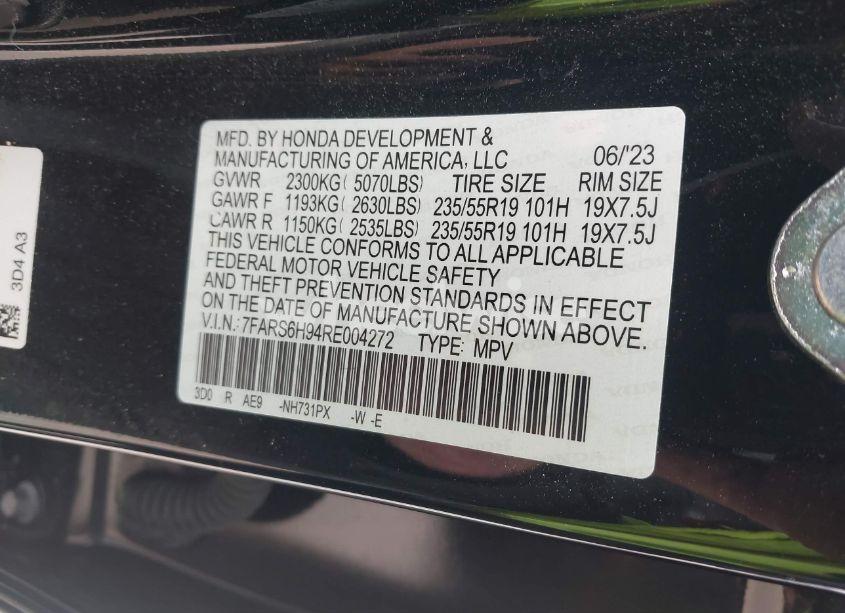 MFD. BY HONDA DEVELOPMENT &
MANUFACTURING OF AMERICA, LLC 06/'23
GVWR 2300KG( 5070LBS) TIRE SIZE RIM SIZE
GAWR F 1193KG( 2630LBS) 235/55R19 101H 19X7.5J
GAWR R 1150KG( 2535LBS) 235/55R19 101H 19X7.5J
THIS VEHICLE CONFORMS TO ALL APPLICABLE
FEDERAL MOTOR VEHICLE SAFETY
AND THEFT PREVENTION STANDARDS IN EFFECT
ON THE DATE OF MANUFACTURE SHOWN ABOVE.
V.I.N.: 7FARS6H94RE004272 TYPE: MPV
3D0 R AE9 -NH731PX -W -E
3D4 A3